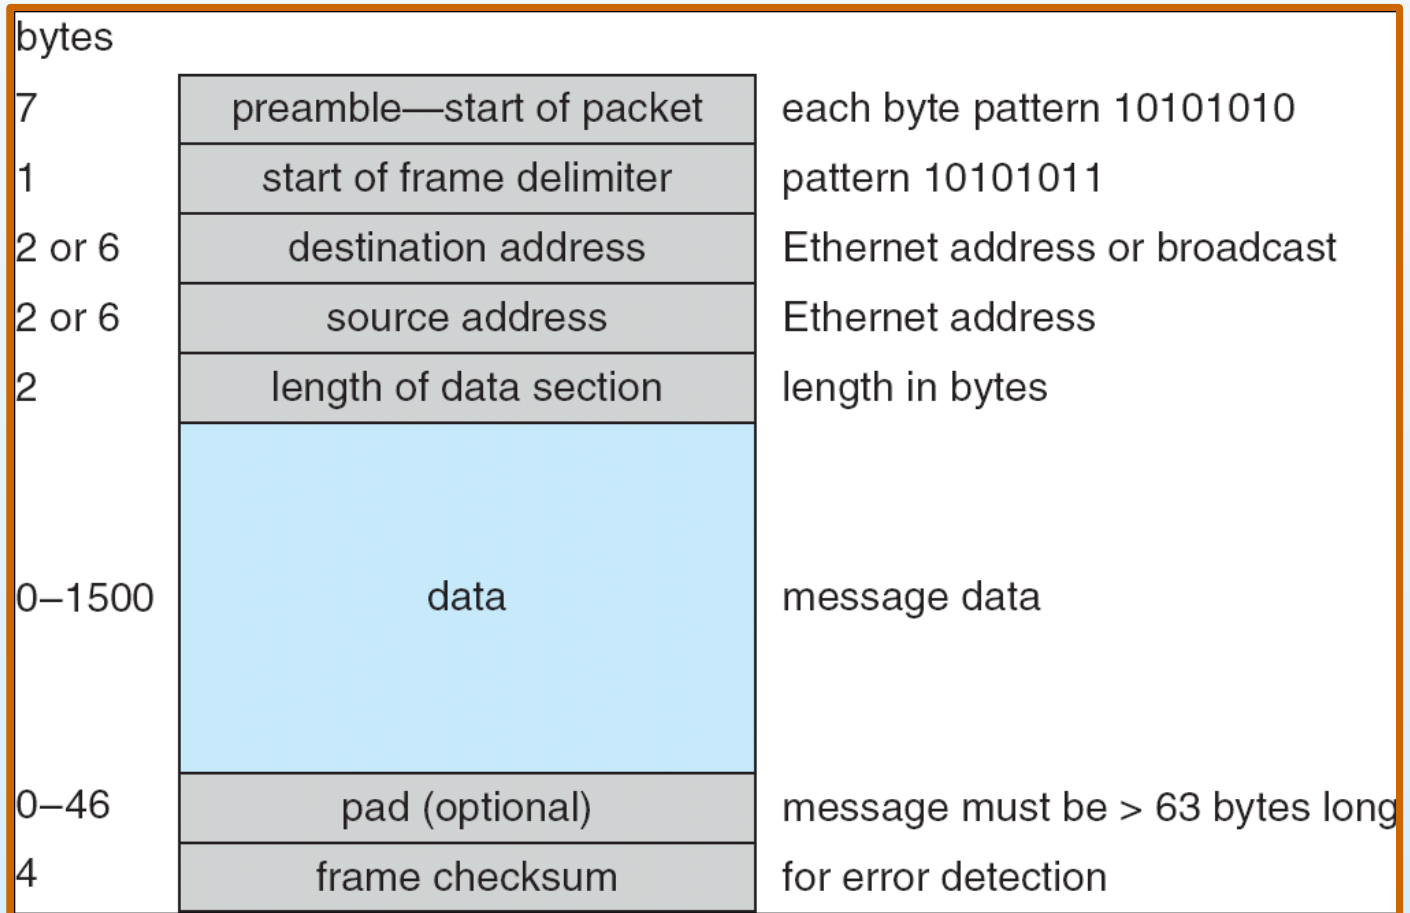 bytes
7 preamble—start of packet each byte pattern 10101010
1 start of frame delimiter pattern 10101011
2 or 6 destination address Ethernet address or broadcast
2 or 6 source address Ethernet address
2 length of data section length in bytes
0–1500 data message data
0–46 pad (optional) message must be > 63 bytes long
4 frame checksum for error detection